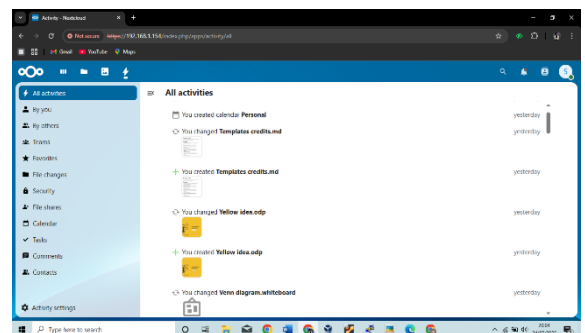 Activity - Nextcloud
Not secure https://192.168.1.154/index.php/apps/activity/all
Gmail YouTube Maps
All activities
By you
By others
Teams
Favorites
File changes
Security
File shares
Calendar
Tasks
Comments
Contacts
Activity settings
All activities
You created calendar Personal yesterday
You changed Templates credits.md yesterday
You created Templates credits.md yesterday
You changed Yellow idea.odp yesterday
You created Yellow idea.odp yesterday
You changed Venn diagram.whiteboard yesterday
Type here to search